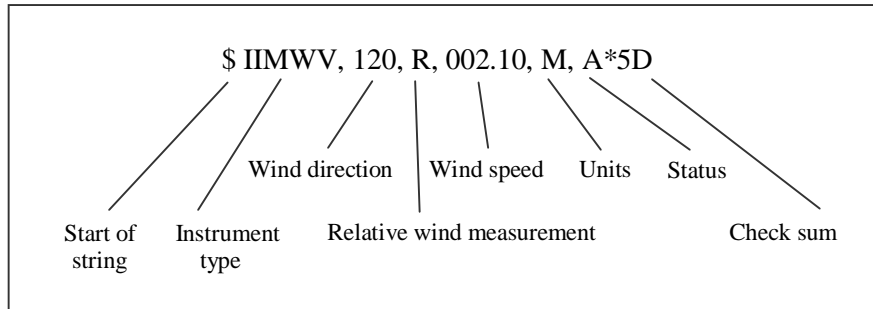 $ IIMWV, 120, R, 002.10, M, A*5D
Wind direction Wind speed Units Status
Start of string
Instrument type
Relative wind measurement
Check sum